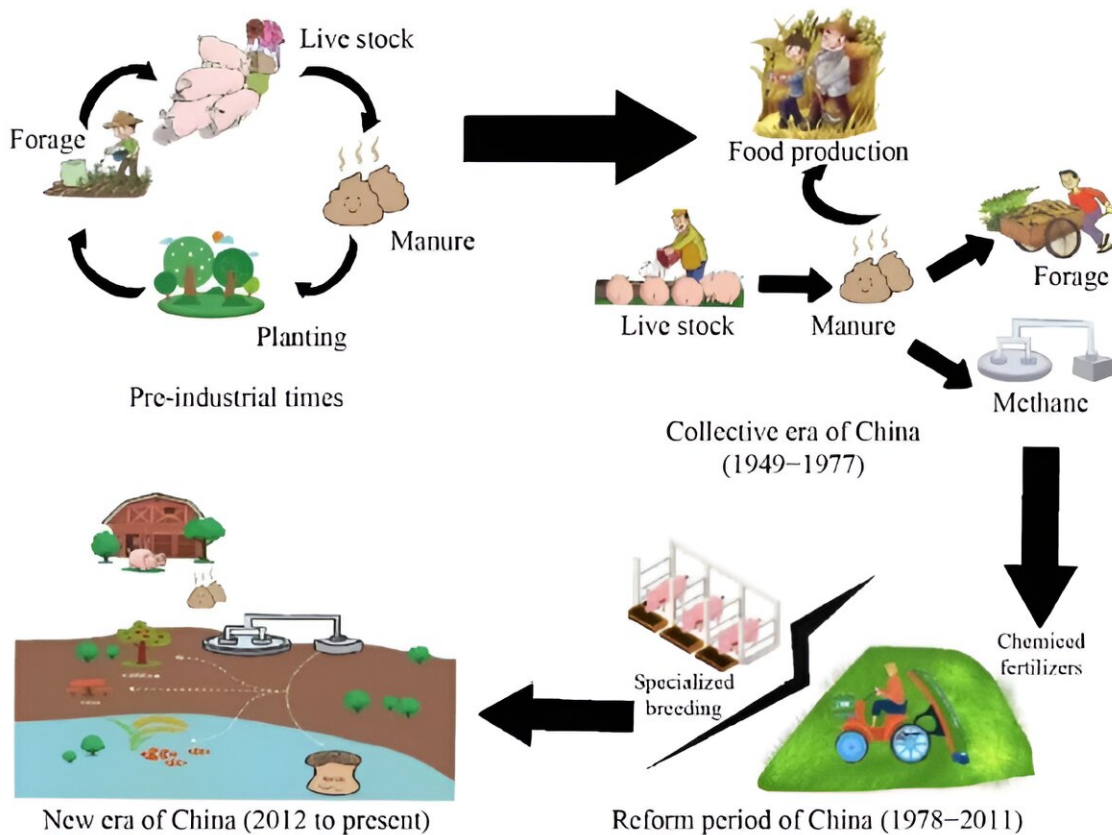 Live stock
Forage
Manure
Planting
Pre-industrial times
Food production
Forage
Live stock
Manure
Methane
Collective era of China
(1949−1977)
Chemiced
fertilizers
Specialized
breeding
New era of China (2012 to present)
Reform period of China (1978−2011)